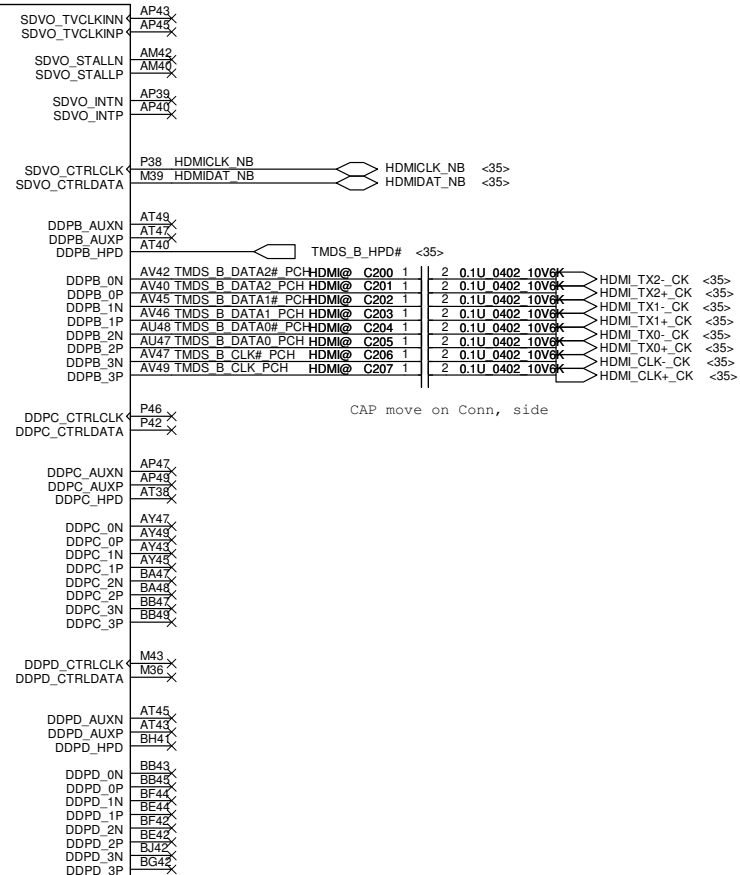 SDVO_TVCLKINN AP43
SDVO_TVCLKINP AP45
SDVO_STALLN AM42
SDVO_STALLP AM40
SDVO_INTN AP39
SDVO_INTP AP40
SDVO_CTRLCLK P38 HDMICLK_NB HDMICLK_NB <35>
SDVO_CTRLDATA M39 HDMIDAT_NB HDMIDAT_NB <35>
DDPB_AUXN AT49
DDPB_AUXP AT47
DDPB_HPD AT40 TMDS_B_HPD# <35>
DDPB_0N AV42 TMDS_B_DATA2#_PCH HDMI@ C200 1 2 0.1U_0402_10V6K HDMI_TX2-_CK <35>
DDPB_0P AV40 TMDS_B_DATA2_PCH HDMI@ C201 1 2 0.1U_0402_10V6K HDMI_TX2+_CK <35>
DDPB_1N AV45 TMDS_B_DATA1#_PCH HDMI@ C202 1 2 0.1U_0402_10V6K HDMI_TX1-_CK <35>
DDPB_1P AV46 TMDS_B_DATA1_PCH HDMI@ C203 1 2 0.1U_0402_10V6K HDMI_TX1+_CK <35>
DDPB_2N AU48 TMDS_B_DATA0#_PCH HDMI@ C204 1 2 0.1U_0402_10V6K HDMI_TX0-_CK <35>
DDPB_2P AU47 TMDS_B_DATA0_PCH HDMI@ C205 1 2 0.1U_0402_10V6K HDMI_TX0+_CK <35>
DDPB_3N AV47 TMDS_B_CLK#_PCH HDMI@ C206 1 2 0.1U_0402_10V6K HDMI_CLK-_CK <35>
DDPB_3P AV49 TMDS_B_CLK_PCH HDMI@ C207 1 2 0.1U_0402_10V6K HDMI_CLK+_CK <35>
CAP move on Conn, side
DDPC_CTRLCLK P46
DDPC_CTRLDATA P42
DDPC_AUXN AP47
DDPC_AUXP AP49
DDPC_HPD AT38
DDPC_0N AY47
DDPC_0P AY49
DDPC_1N AY43
DDPC_1P AY45
DDPC_2N BA47
DDPC_2P BA48
DDPC_3N BB47
DDPC_3P BB49
DDPD_CTRLCLK M43
DDPD_CTRLDATA M36
DDPD_AUXN AT45
DDPD_AUXP AT43
DDPD_HPD BH41
DDPD_0N BB43
DDPD_0P BB45
DDPD_1N BF44
DDPD_1P BE44
DDPD_2N BF42
DDPD_2P BE42
DDPD_3N BJ42
DDPD_3P BG42